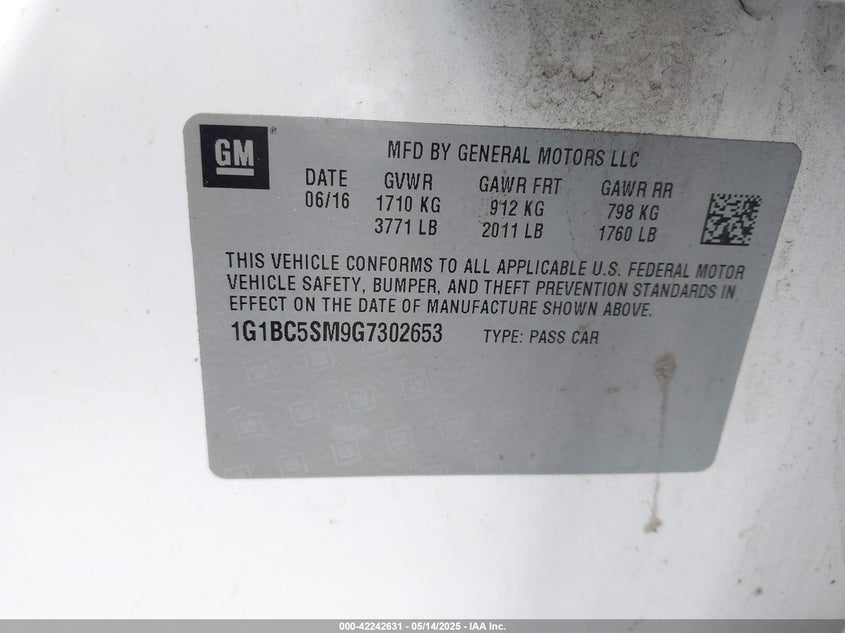 GM®
MFD BY GENERAL MOTORS LLC
DATE GVWR GAWR FRT GAWR RR
06/16 1710 KG 912 KG 798 KG
3771 LB 2011 LB 1760 LB
THIS VEHICLE CONFORMS TO ALL APPLICABLE U.S. FEDERAL MOTOR
VEHICLE SAFETY, BUMPER, AND THEFT PREVENTION STANDARDS IN
EFFECT ON THE DATE OF MANUFACTURE SHOWN ABOVE.
1G1BC5SM9G7302653 TYPE: PASS CAR
000-42242631 - 05/14/2025 - IAA Inc.